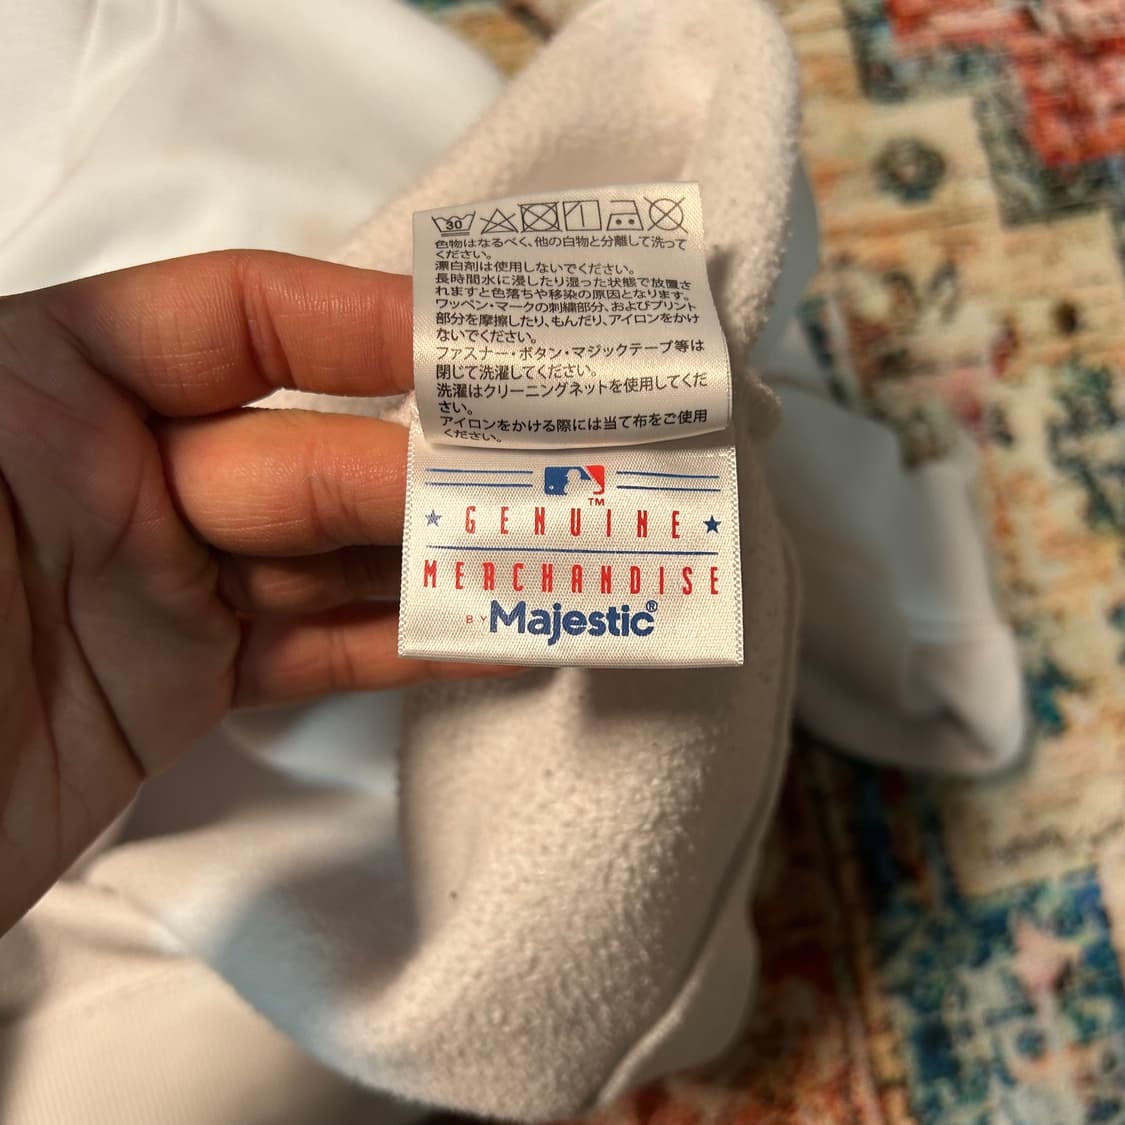 30
色物はなるべく、他の白物と分離して洗って
ください。
漂白剤は使用しないでください。
長時間水に浸したり湿った状態で放置さ
れますと色落ちや移染の原因となります。
ワッペン・マークの刺繍部分、およびプリント
部分を摩擦したり、もんだり、アイロンをかけ
ないでください。
ファスナー・ボタン・マジックテープ等は
閉じて洗濯してください。
洗濯はクリーニングネットを使用してくだ
さい。
アイロンをかける際には当て布をご使用
ください。
TM
GENUINE
MERCHANDISE
BY Majestic®